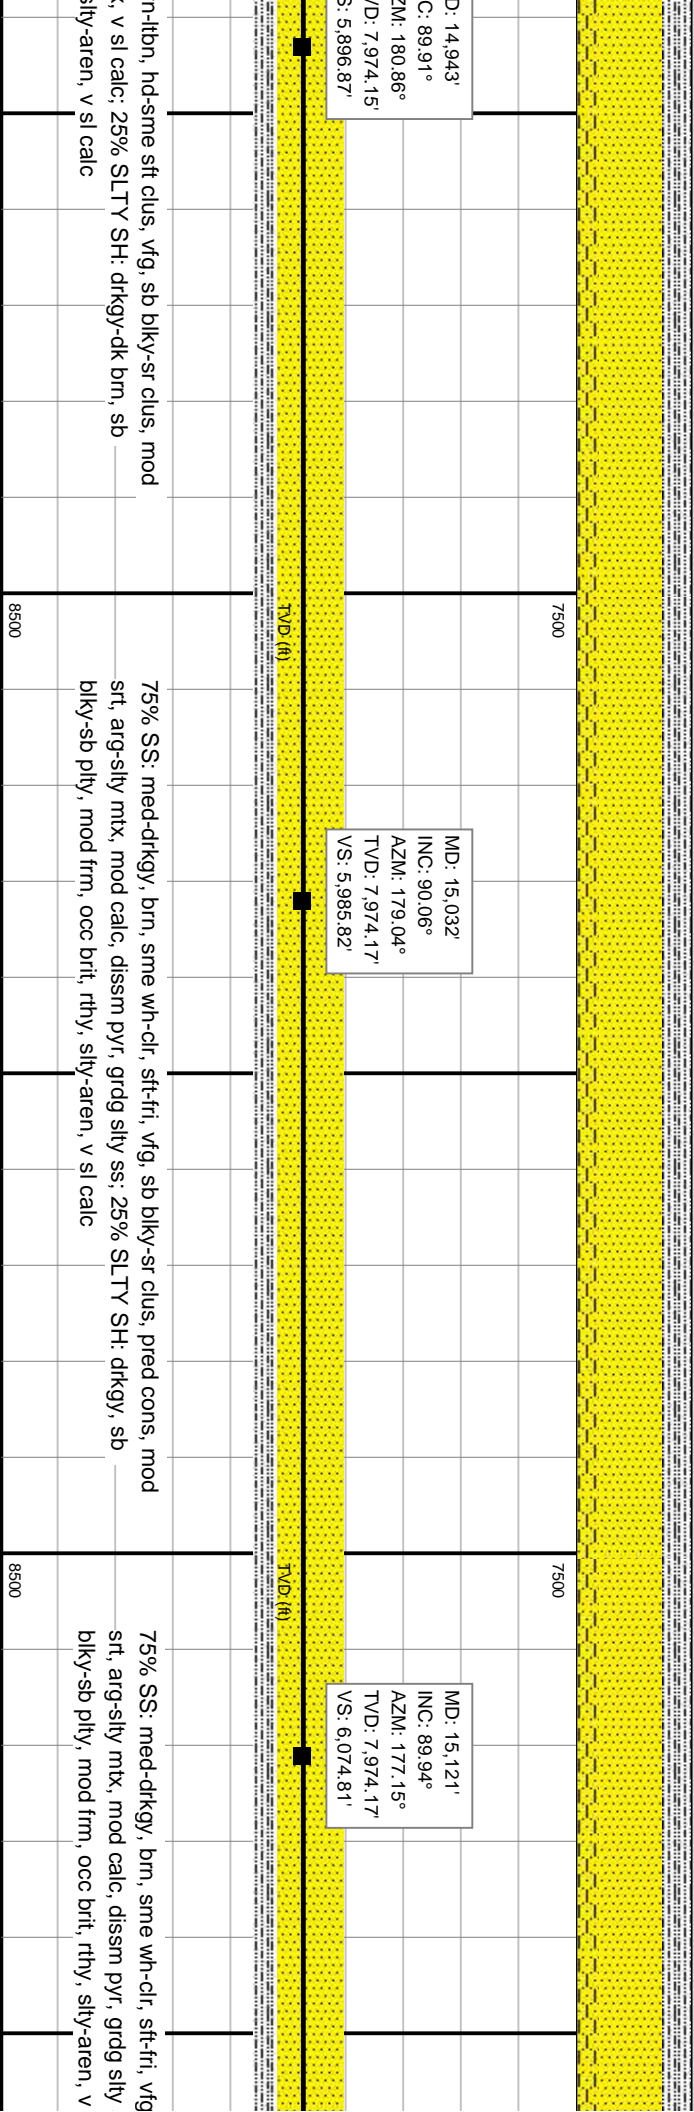 14,943'
89.91°
180.86°
7,974.15'
5,896.87'
hd-sme sft clus, vfg, sb blky-sr clus, mod
v sl calc; 25% SLTY SH: drkgy-dk brn, sb
slty-aren, v sl calc
7500
TVD (ft)
8500
MD: 15,032'
INC: 90.06°
AZM: 179.04°
TVD: 7,974.17'
VS: 5,985.82'
75% SS: med-drkgy, brn, sme wh-clr, sft-fri, vfg, sb blky-sr clus, pred cons, mod
srt, arg-slty mtx, mod calc, dissm pyr, grdg slty ss; 25% SLTY SH: drkgy, sb
blky-sb plty, mod frm, occ brit, rthy, slty-aren, v sl calc
7500
TVD (ft)
8500
MD: 15,121'
INC: 89.94°
AZM: 177.15°
TVD: 7,974.17'
VS: 6,074.81'
75% SS: med-drkgy, brn, sme wh-clr, sft-fri, vfg
srt, arg-slty mtx, mod calc, dissm pyr, grdg slty
blky-sb plty, mod frm, occ brit, rthy, slty-aren, v